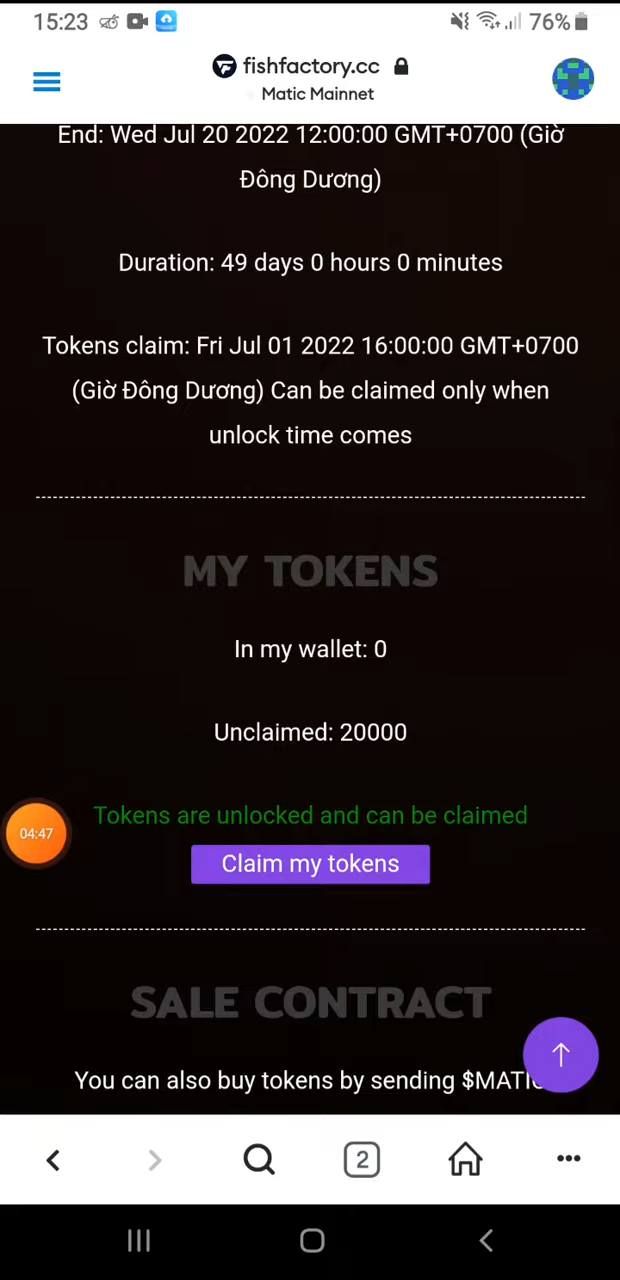 15:23
76%
fishfactory.cc
Matic Mainnet
End: Wed Jul 20 2022 12:00:00 GMT+0700 (Giờ
Đông Dương)
Duration: 49 days 0 hours 0 minutes
Tokens claim: Fri Jul 01 2022 16:00:00 GMT+0700
(Giờ Đông Dương) Can be claimed only when
unlock time comes
MY TOKENS
In my wallet: 0
Unclaimed: 20000
04:47
Tokens are unlocked and can be claimed
Claim my tokens
SALE CONTRACT
You can also buy tokens by sending $MATIC
2